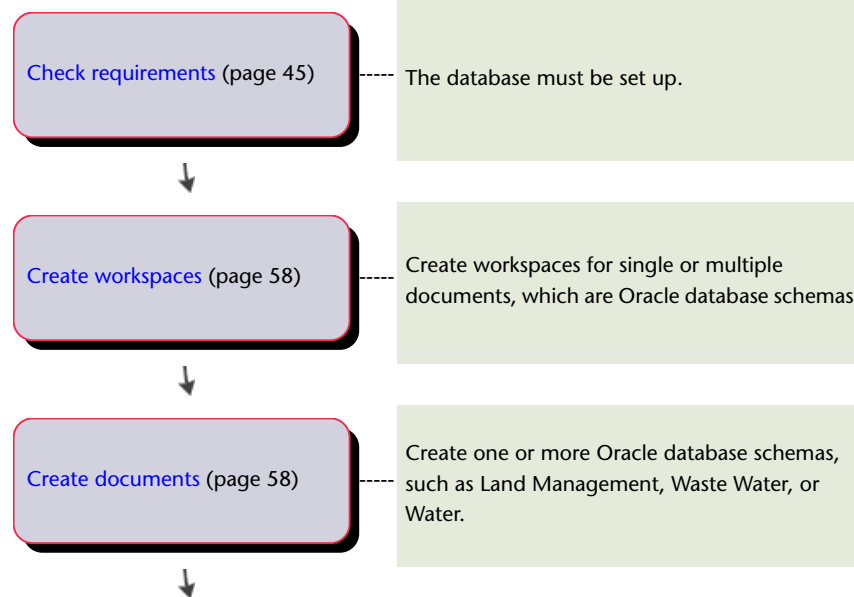 Check requirements (page 45)
The database must be set up.
Create workspaces (page 58)
Create workspaces for single or multiple
documents, which are Oracle database schemas
Create documents (page 58)
Create one or more Oracle database schemas,
such as Land Management, Waste Water, or
Water.